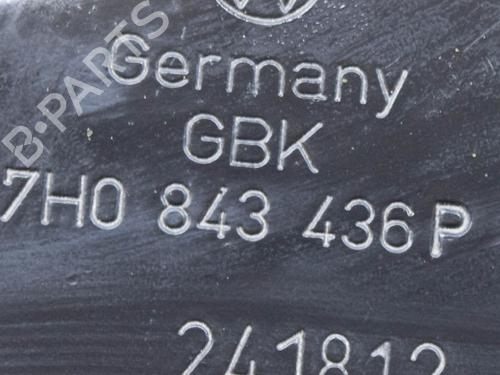 B-PARTS
Germany
GBK
7H0 843 436 P
241812